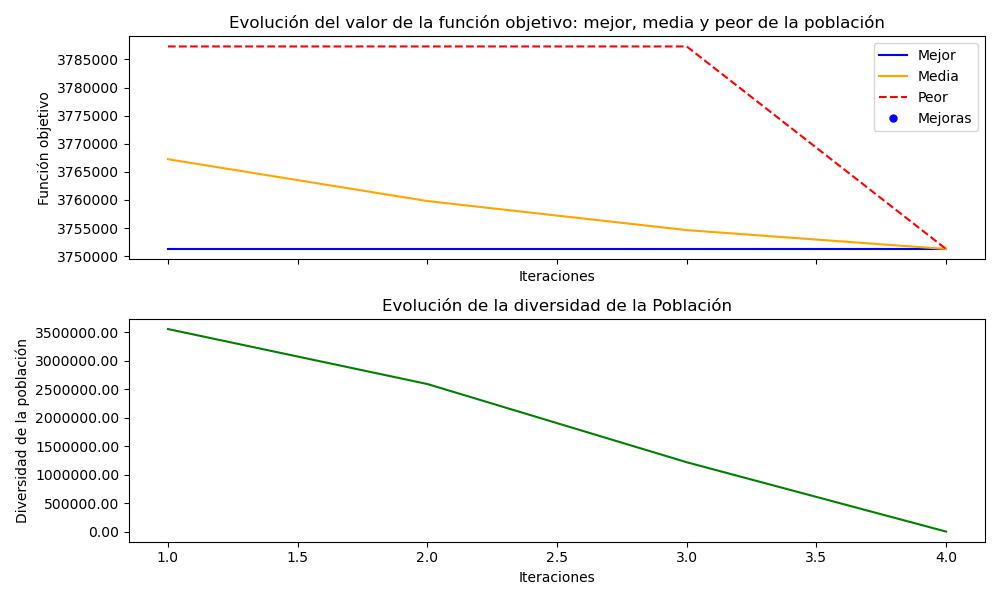 Evolución del valor de la función objetivo: mejor, media y peor de la población
Función objetivo
3785000
3780000
3775000
3770000
3765000
3760000
3755000
3750000
Mejor
Media
Peor
Mejoras
Iteraciones
Evolución de la diversidad de la Población
Diversidad de la población
3500000.00
3000000.00
2500000.00
2000000.00
1500000.00
1000000.00
500000.00
0.00
1.0 1.5 2.0 2.5 3.0 3.5 4.0
Iteraciones